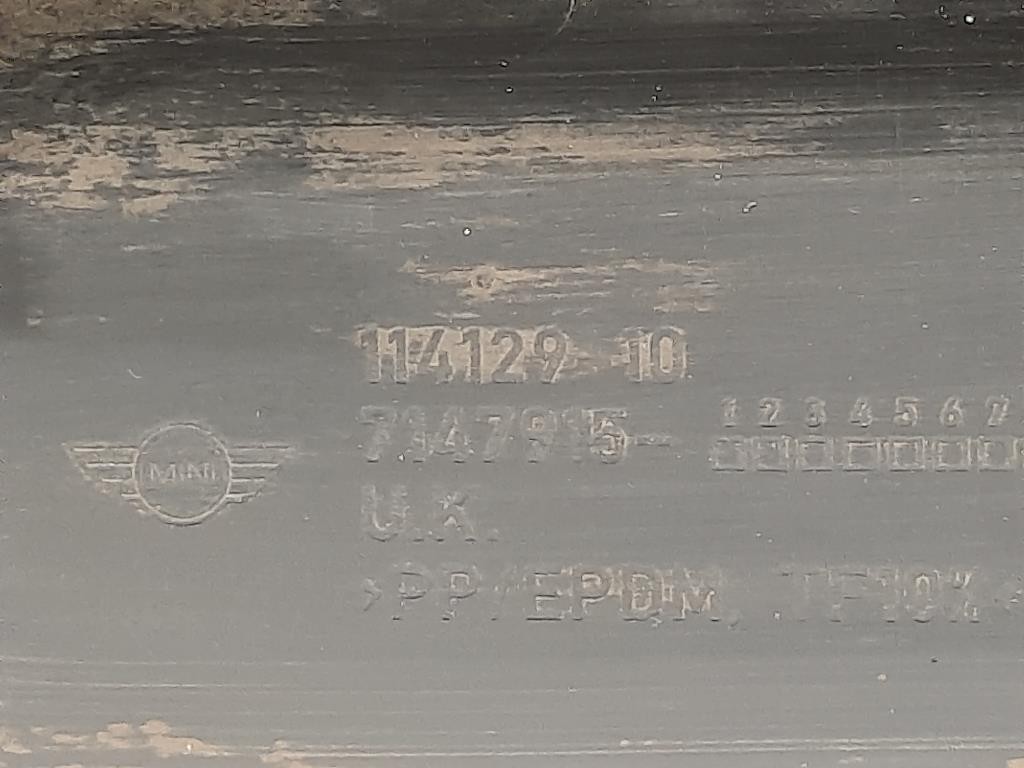 114129 10
7147915
1 2 3 4 5 6 7
MINI
U.K.
>PP/EPDM, TF10%<